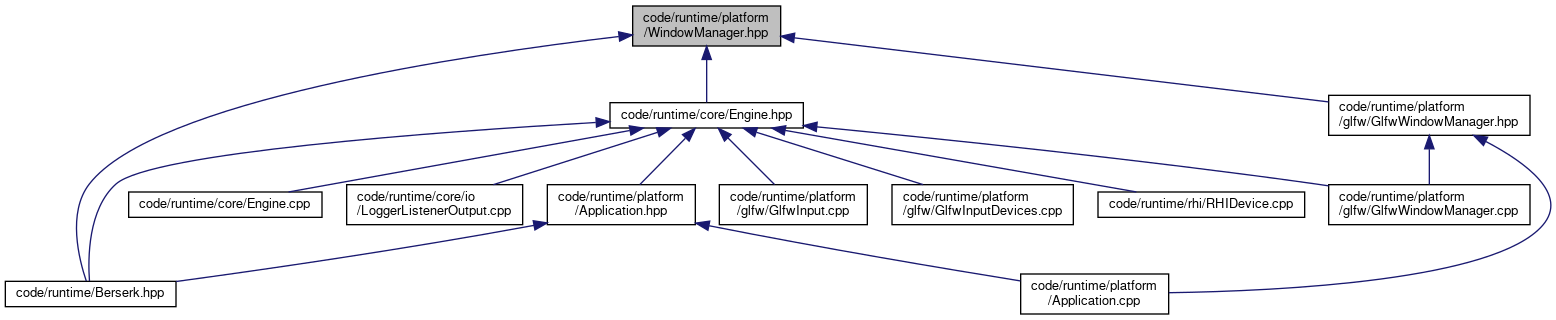 code/runtime/platform
/WindowManager.hpp
code/runtime/core/Engine.hpp
code/runtime/platform
/glfw/GlfwWindowManager.hpp
code/runtime/core/Engine.cpp
code/runtime/core/io
/LoggerListenerOutput.cpp
code/runtime/platform
/Application.hpp
code/runtime/platform
/glfw/GlfwInput.cpp
code/runtime/platform
/glfw/GlfwInputDevices.cpp
code/runtime/rhi/RHIDevice.cpp
code/runtime/platform
/glfw/GlfwWindowManager.cpp
code/runtime/Berserk.hpp
code/runtime/platform
/Application.cpp